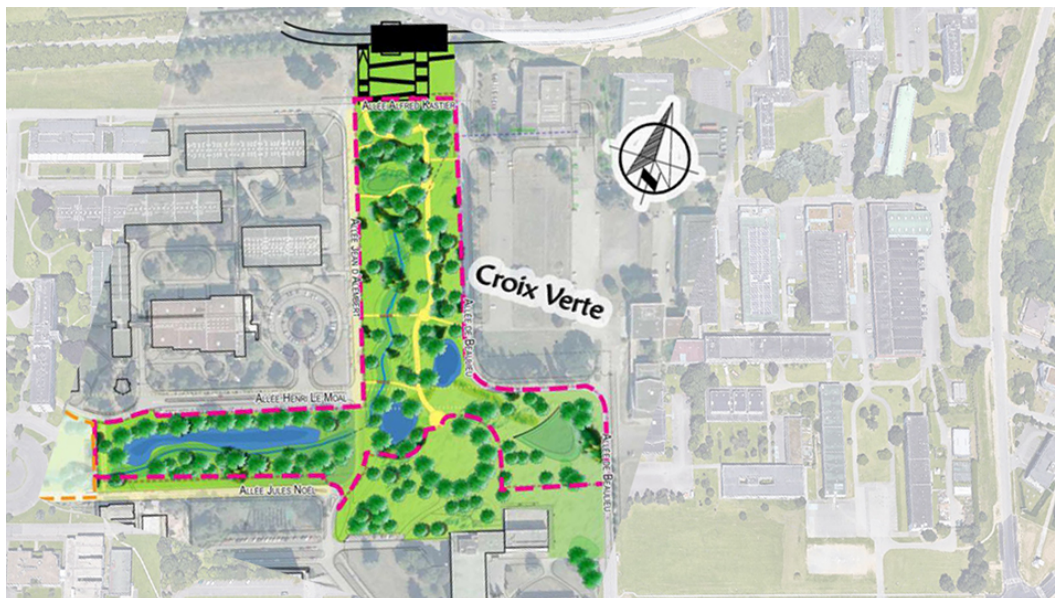 ALLÉE ALFRED KASTLER
ALLÉE JEAN D'ALEMBERT
Croix Verte
ALLÉE DE BEAULIEU
ALLÉE HENRI LE MOAL
ALLÉE DE BEAULIEU
ALLÉE JULES NOËL